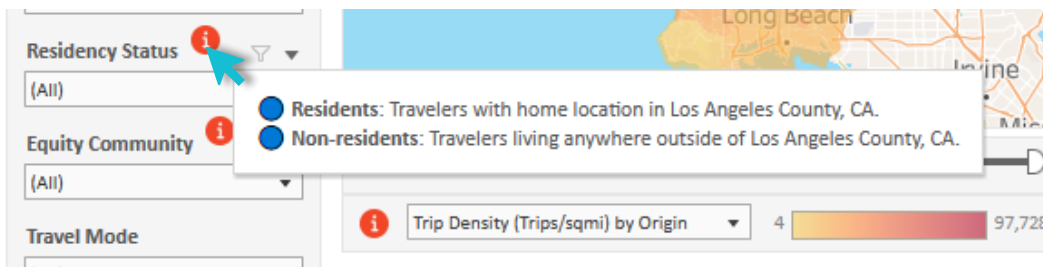 Long Beach
Residency Status
Irvine
(All)
Residents: Travelers with home location in Los Angeles County, CA.
Non-residents: Travelers living anywhere outside of Los Angeles County, CA.
Equity Community
(All)
Trip Density (Trips/sqmi) by Origin
4
97,728
Travel Mode